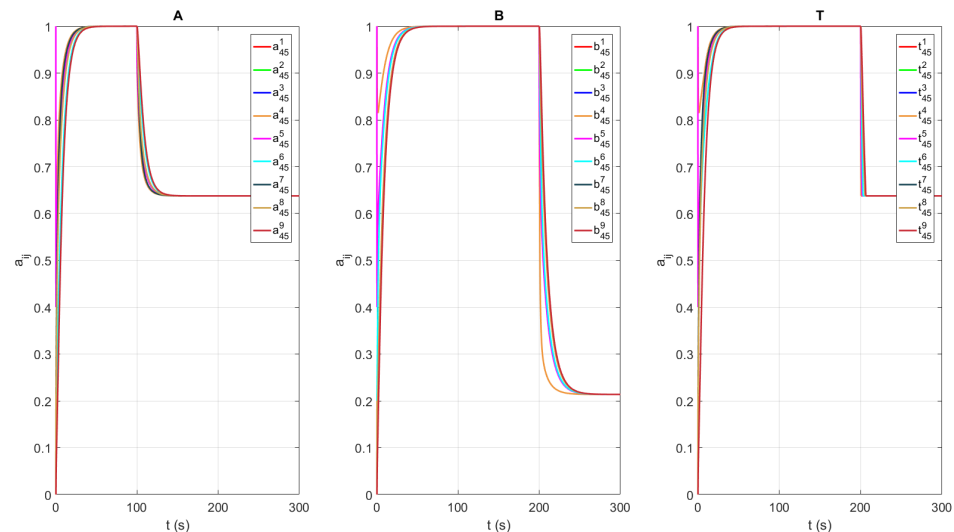 A
1
0.9
0.8
0.7
0.6
0.5
0.4
0.3
0.2
0.1
0
0 100 200 300
a_ij
t (s)
a^1_45
a^2_45
a^3_45
a^4_45
a^5_45
a^6_45
a^7_45
a^8_45
a^9_45
B
1
0.9
0.8
0.7
0.6
0.5
0.4
0.3
0.2
0.1
0
0 100 200 300
a_ij
t (s)
b^1_45
b^2_45
b^3_45
b^4_45
b^5_45
b^6_45
b^7_45
b^8_45
b^9_45
T
1
0.9
0.8
0.7
0.6
0.5
0.4
0.3
0.2
0.1
0
0 100 200 300
a_ij
t (s)
t^1_45
t^2_45
t^3_45
t^4_45
t^5_45
t^6_45
t^7_45
t^8_45
t^9_45